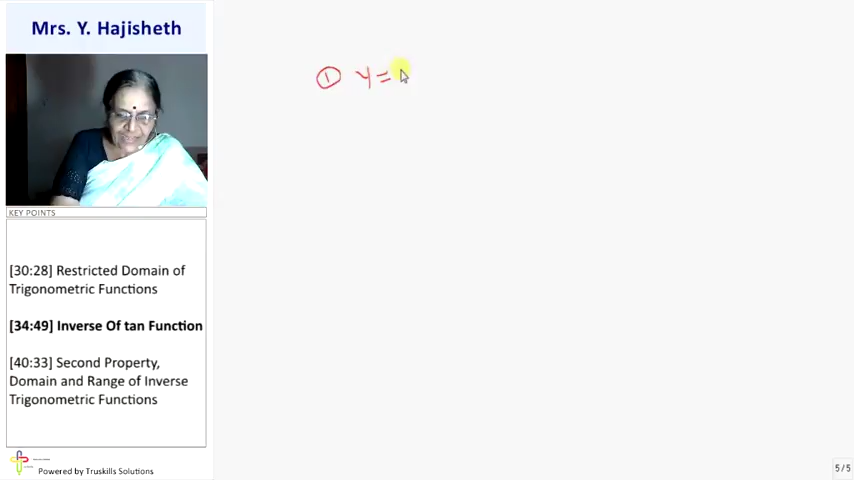 Mrs. Y. Hajisheth
① y =
KEY POINTS
[30:28] Restricted Domain of
Trigonometric Functions
[34:49] Inverse Of tan Function
[40:33] Second Property,
Domain and Range of Inverse
Trigonometric Functions
Powered by Truskills Solutions
5/5